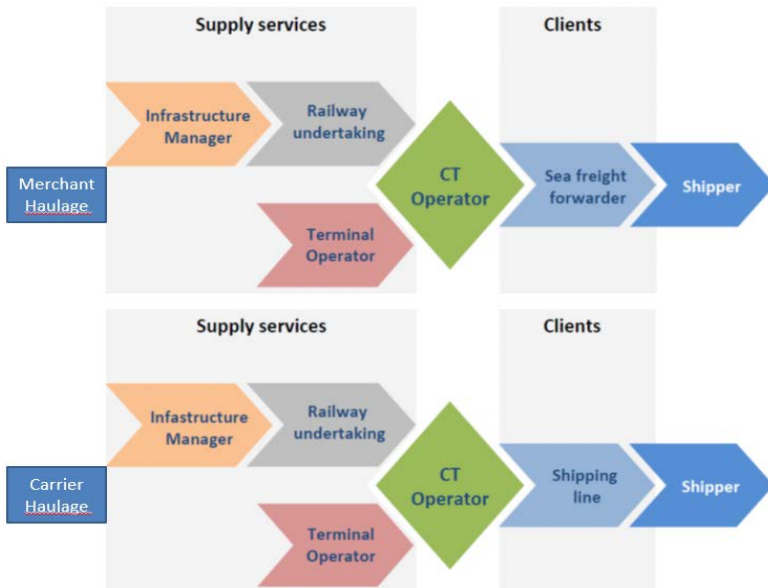 Supply services
Clients
Infrastructure
Manager
Railway
undertaking
Merchant
Haulage
CT
Operator
Sea freight
forwarder
Shipper
Terminal
Operator
Supply services
Clients
Infastructure
Manager
Railway
undertaking
Carrier
Haulage
CT
Operator
Shipping
line
Shipper
Terminal
Operator